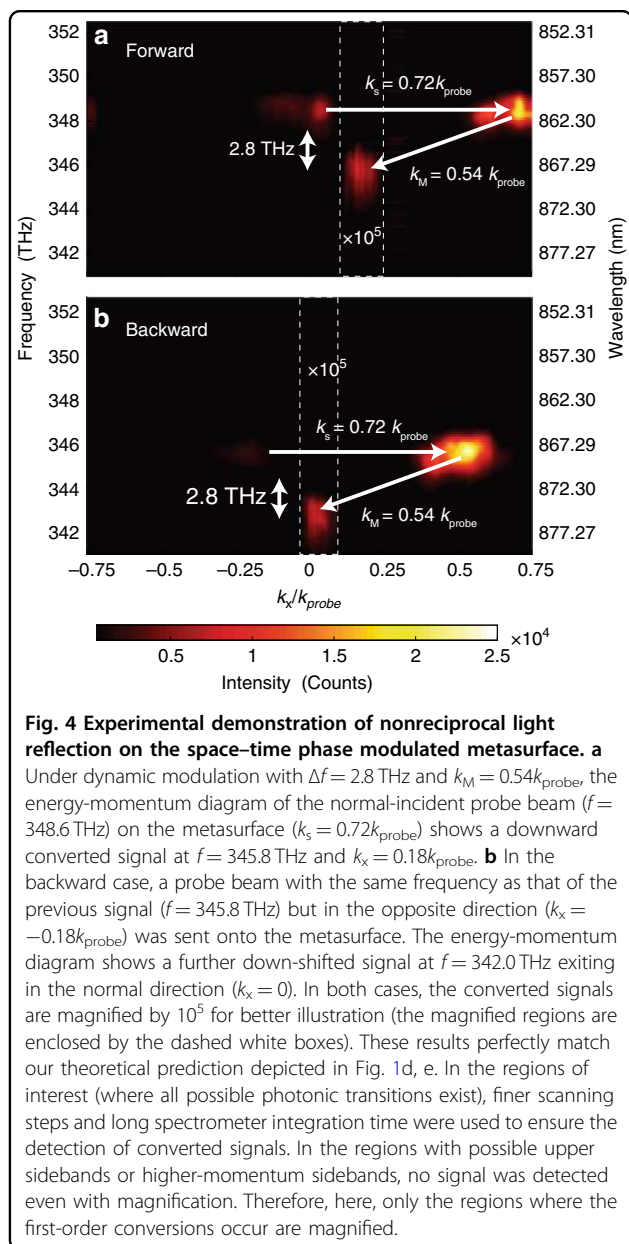 352
350
348
346
344
342
a
Forward
k_s = 0.72k_probe
2.8 THz
k_M = 0.54 k_probe
×10^5
852.31
857.30
862.30
867.29
872.30
877.27
Frequency (THz)
Wavelength (nm)
352
350
348
346
344
342
b
Backward
×10^5
k_s = 0.72 k_probe
2.8 THz
k_M = 0.54 k_probe
852.31
857.30
862.30
867.29
872.30
877.27
−0.75 −0.5 −0.25 0 0.25 0.5 0.75
k_x/k_probe
×10^4
0.5 1 1.5 2 2.5
Intensity (Counts)
Fig. 4 Experimental demonstration of nonreciprocal light
reflection on the space–time phase modulated metasurface. a
Under dynamic modulation with Δf = 2.8 THz and k_M = 0.54k_probe, the
energy-momentum diagram of the normal-incident probe beam (f =
348.6 THz) on the metasurface (k_s = 0.72k_probe) shows a downward
converted signal at f = 345.8 THz and k_x = 0.18k_probe. b In the
backward case, a probe beam with the same frequency as that of the
previous signal (f = 345.8 THz) but in the opposite direction (k_x =
−0.18k_probe) was sent onto the metasurface. The energy-momentum
diagram shows a further down-shifted signal at f = 342.0 THz exiting
in the normal direction (k_x = 0). In both cases, the converted signals
are magnified by 10^5 for better illustration (the magnified regions are
enclosed by the dashed white boxes). These results perfectly match
our theoretical prediction depicted in Fig. 1d, e. In the regions of
interest (where all possible photonic transitions exist), finer scanning
steps and long spectrometer integration time were used to ensure the
detection of converted signals. In the regions with possible upper
sidebands or higher-momentum sidebands, no signal was detected
even with magnification. Therefore, here, only the regions where the
first-order conversions occur are magnified.